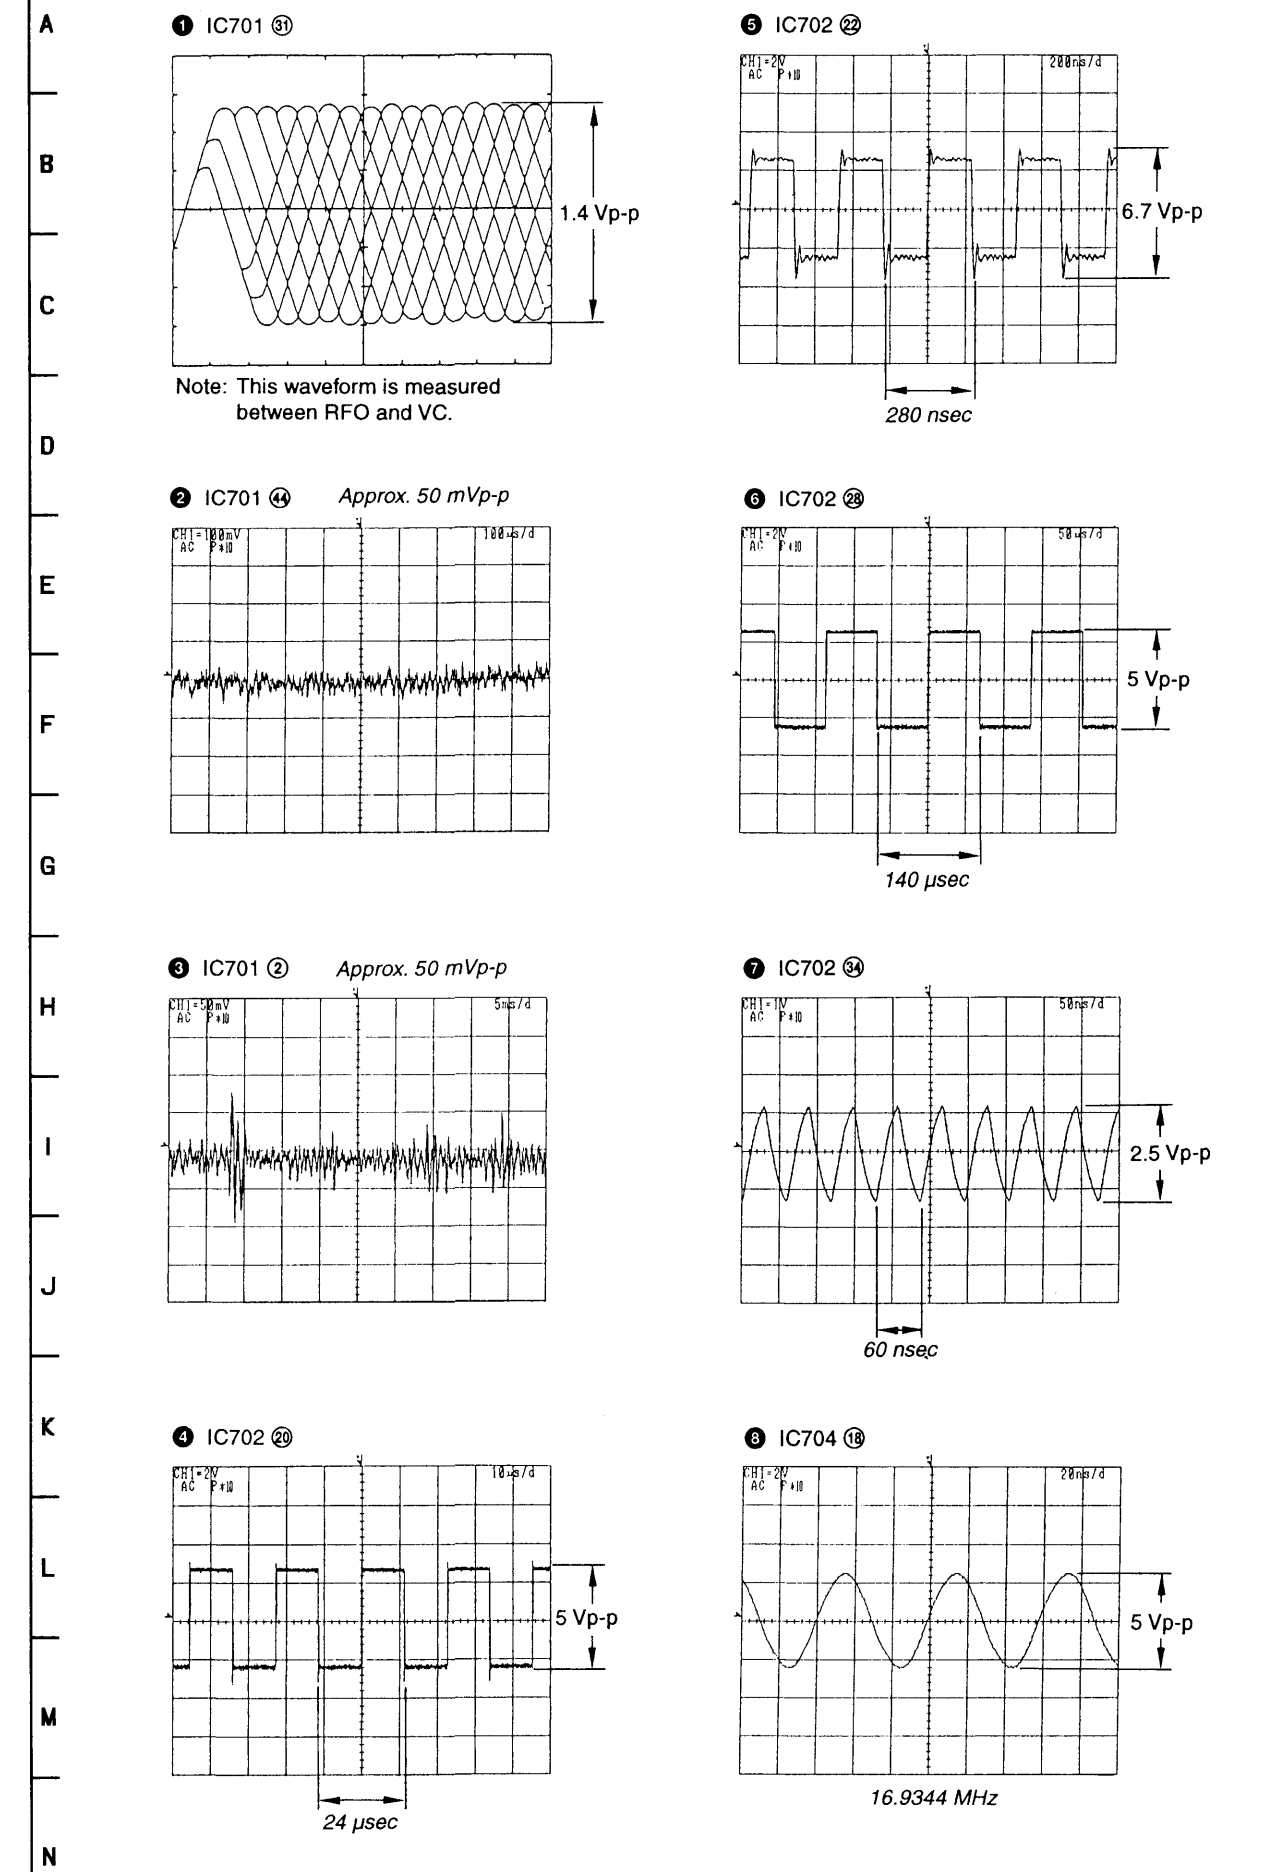 A
B
C
D
E
F
G
H
I
J
K
L
M
N
❶ IC701 ㉛
1.4 Vp-p
Note: This waveform is measured
between RFO and VC.
❷ IC701 ㊹ Approx. 50 mVp-p
CH1=100mV 100µs/d
AC P*10
❸ IC701 ② Approx. 50 mVp-p
CH1=50mV 5ms/d
AC P*10
❹ IC702 ⑳
CH1=2V 10µs/d
AC P*10
5 Vp-p
24 µsec
❺ IC702 ㉒
CH1=2V 200ns/d
AC P*10
6.7 Vp-p
280 nsec
❻ IC702 ㉘
CH1=2V 50µs/d
AC P*10
5 Vp-p
140 µsec
❼ IC702 ㉞
CH1=1V 50ns/d
AC P*10
2.5 Vp-p
60 nsec
❽ IC704 ⑱
CH1=2V 20ns/d
AC P*10
5 Vp-p
16.9344 MHz